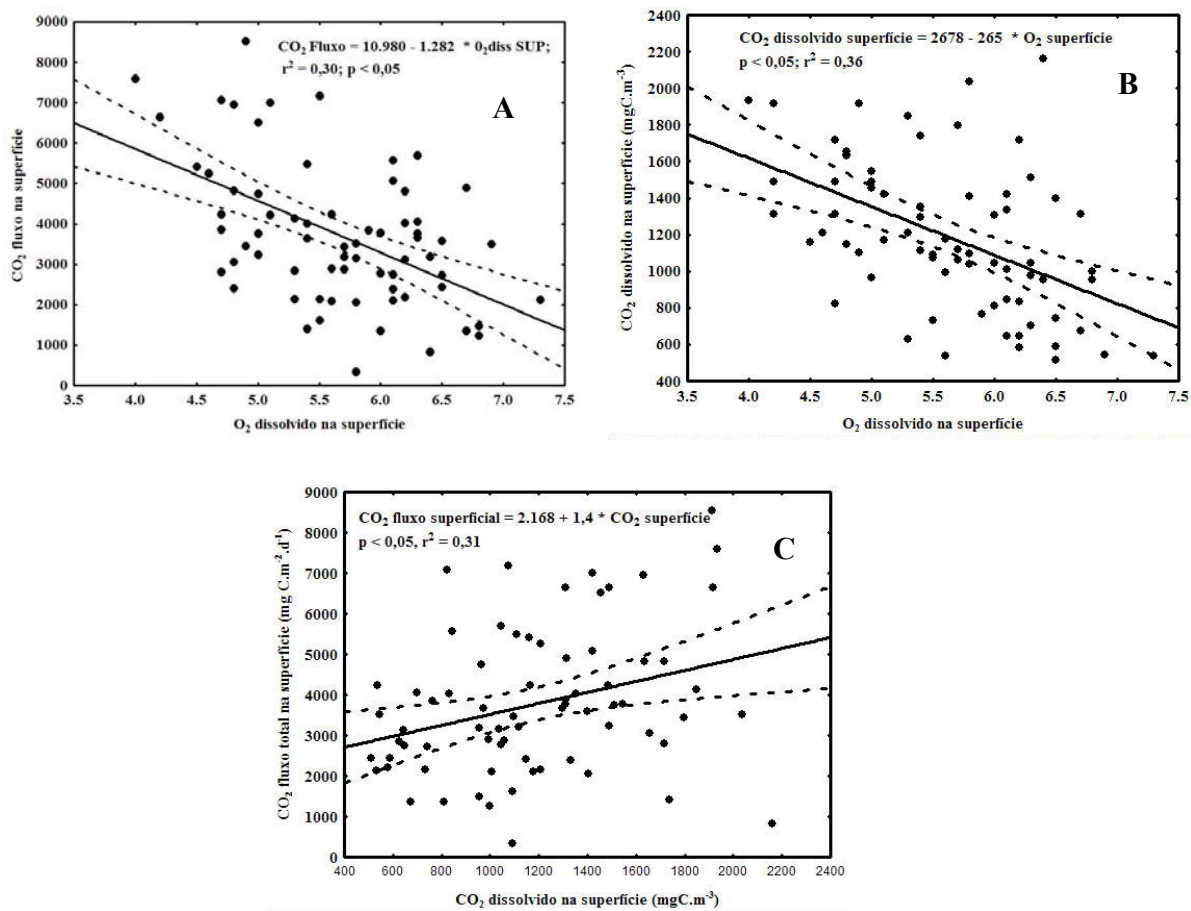 CO₂ Fluxo = 10.980 - 1.282 * 0₂diss SUP;
r² = 0,30; p < 0,05
A
CO₂ fluxo na superfície
9000
8000
7000
6000
5000
4000
3000
2000
1000
0
3.5 4.0 4.5 5.0 5.5 6.0 6.5 7.0 7.5
O₂ dissolvido na superfície
CO₂ dissolvido superfície = 2678 - 265 * O₂ superfície
p < 0,05; r² = 0,36
B
CO₂ dissolvido na superfície (mgC.m⁻³)
2400
2200
2000
1800
1600
1400
1200
1000
800
600
400
3.5 4.0 4.5 5.0 5.5 6.0 6.5 7.0 7.5
O₂ dissolvido na superfície
CO₂ fluxo superficial = 2.168 + 1,4 * CO₂ superfície
p < 0,05, r² = 0,31
C
CO₂ fluxo total na superfície (mg C.m⁻².d⁻¹)
9000
8000
7000
6000
5000
4000
3000
2000
1000
0
400 600 800 1000 1200 1400 1600 1800 2000 2200 2400
CO₂ dissolvido na superfície (mgC.m⁻³)